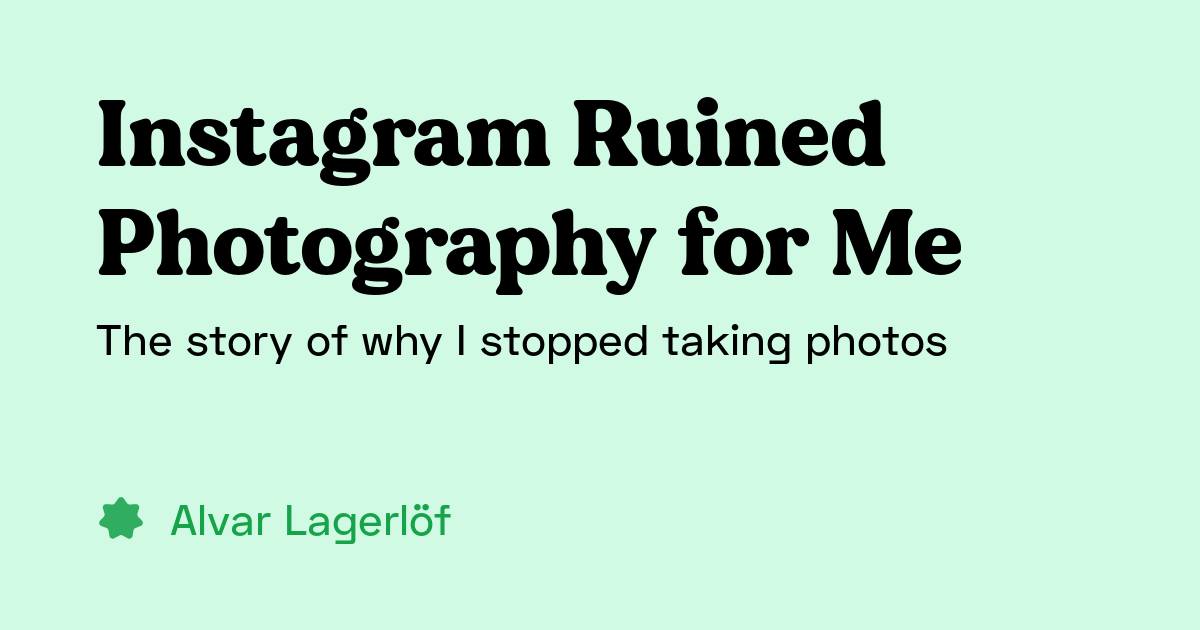 Instagram Ruined
Photography for Me
The story of why I stopped taking photos
Alvar Lagerlöf